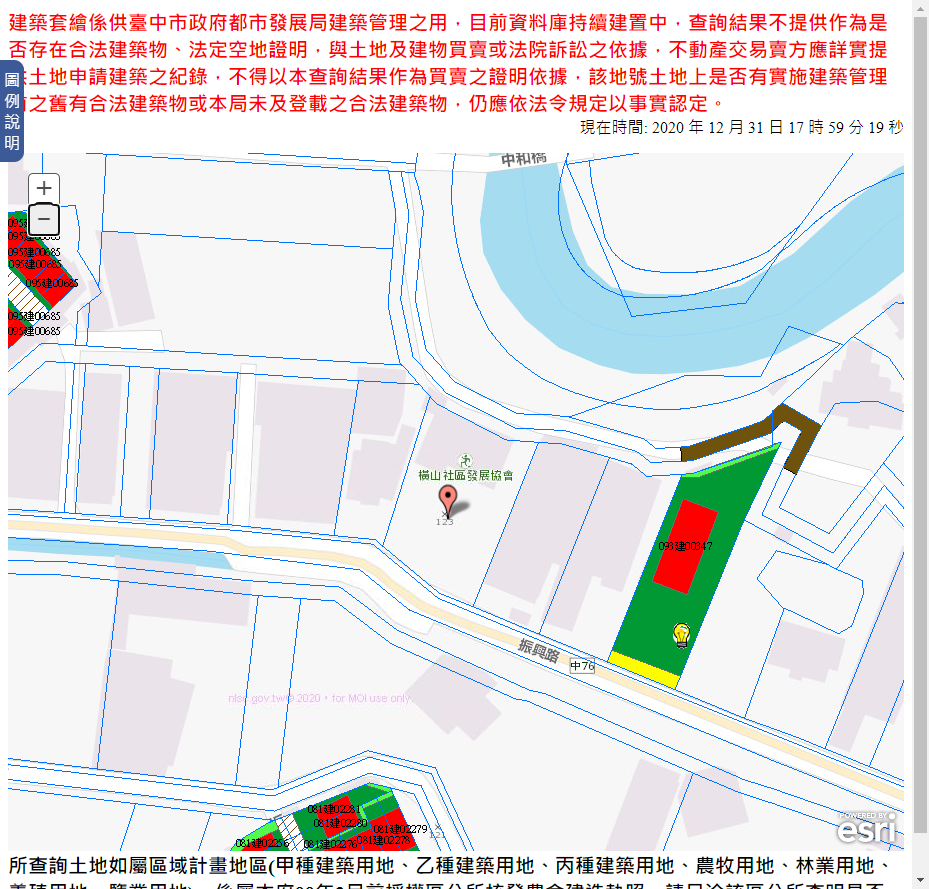 建築套繪係供臺中市政府都市發展局建築管理之用，目前資料庫持續建置中，查詢結果不提供作為是
否存在合法建築物、法定空地證明，與土地及建物買賣或法院訴訟之依據，不動產交易賣方應詳實提
土地申請建築之紀錄，不得以本查詢結果作為買賣之證明依據，該地號土地上是否有實施建築管理
之舊有合法建築物或本局未及登載之合法建築物，仍應依法令規定以事實認定。
圖例說明
現在時間: 2020 年 12 月 31 日 17 時 59 分 19 秒
中和橋
+
−
095建00685
095建00685
095建00685
095建00685
095建00685
橫山社區發展協會
123
093建00347
振興路
中76
nlsc.gov.tw© 2020，for MOI use only
081建02281
081建02280
081建02279
081建02278
081建02276
POWERED BY
esri
所查詢土地如屬區域計畫地區(甲種建築用地、乙種建築用地、丙種建築用地、農牧用地、林業用地、